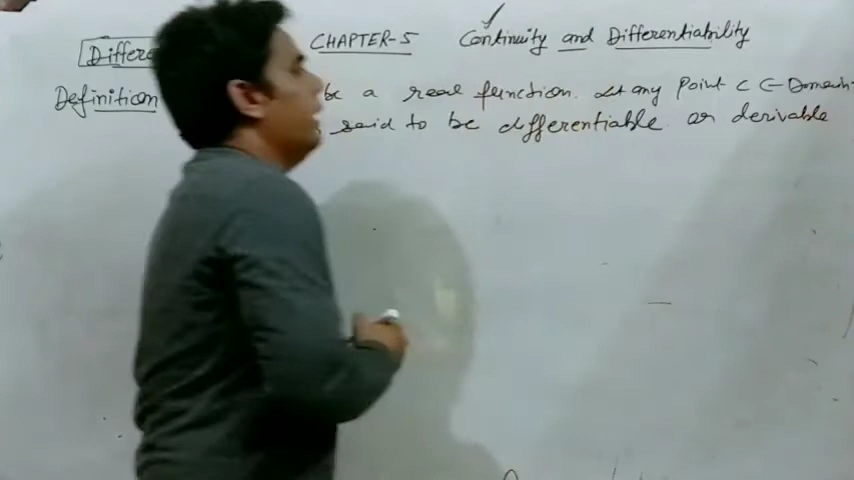 Differe CHAPTER-5 Continuity and Differentiability
Definition be a real function. at any Point C ∈ Domain
said to be differentiable or derivable